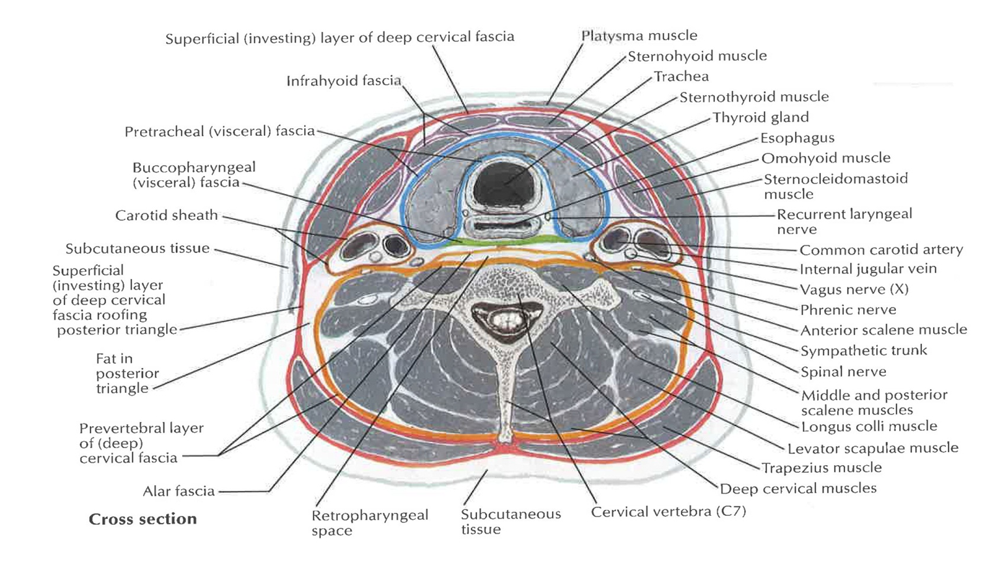 Superficial (investing) layer of deep cervical fascia
Infrahyoid fascia
Pretracheal (visceral) fascia
Buccopharyngeal
(visceral) fascia
Carotid sheath
Subcutaneous tissue
Superficial
(investing) layer
of deep cervical
fascia roofing
posterior triangle
Fat in
posterior
triangle
Prevertebral layer
of (deep)
cervical fascia
Alar fascia
Cross section
Retropharyngeal
space
Subcutaneous
tissue
Platysma muscle
Sternohyoid muscle
Trachea
Sternothyroid muscle
Thyroid gland
Esophagus
Omohyoid muscle
Sternocleidomastoid
muscle
Recurrent laryngeal
nerve
Common carotid artery
Internal jugular vein
Vagus nerve (X)
Phrenic nerve
Anterior scalene muscle
Sympathetic trunk
Spinal nerve
Middle and posterior
scalene muscles
Longus colli muscle
Levator scapulae muscle
Trapezius muscle
Deep cervical muscles
Cervical vertebra (C7)